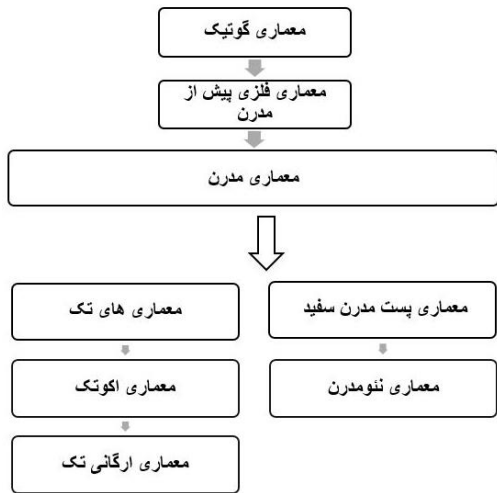 معماری گوتیک
معماری فلزی پیش از
مدرن
معماری مدرن
معماری پست مدرن سفید
معماری های تک
معماری نئومدرن
معماری اکوتک
معماری ارگانی تک